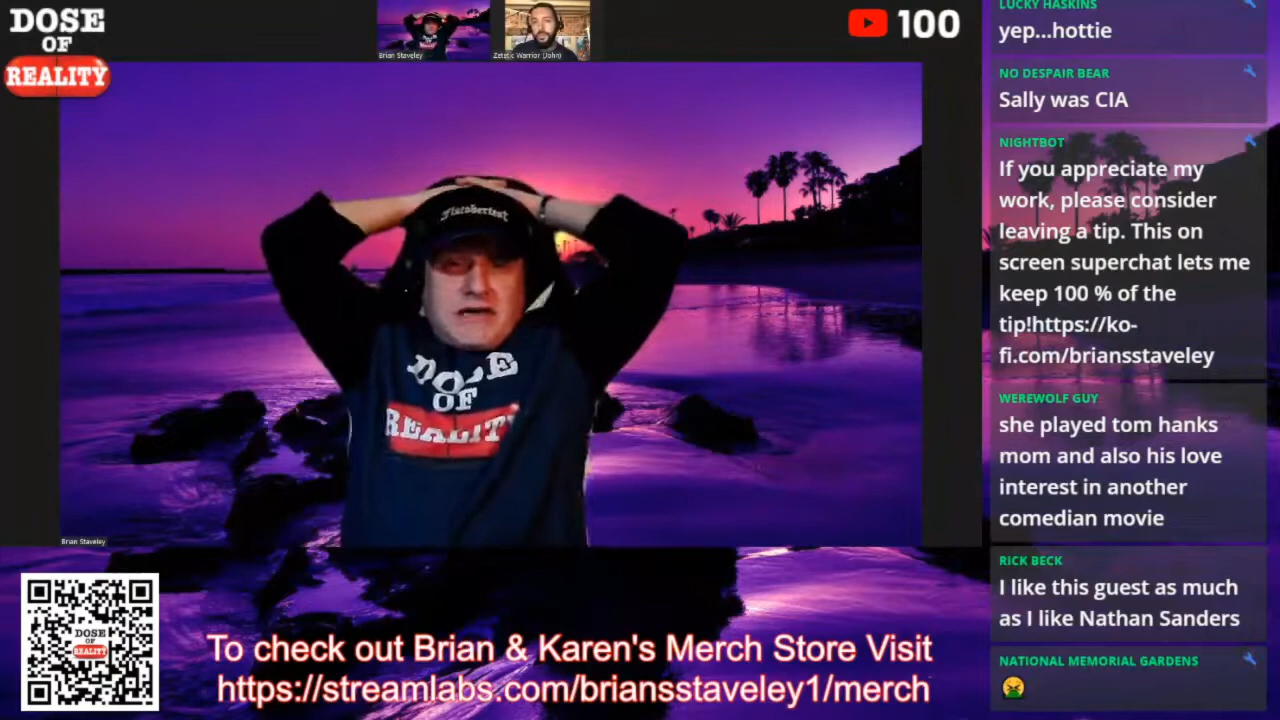 DOSE
OF
REALITY
Brian Staveley
Zetetic Warrior (John)
100
Flatoberfest
DOSE
OF
REALITY
Brian Staveley
DOSE
OF
REALITY
To check out Brian & Karen's Merch Store Visit
https://streamlabs.com/briansstaveley1/merch
LUCKY HASKINS
yep...hottie
NO DESPAIR BEAR
Sally was CIA
NIGHTBOT
If you appreciate my
work, please consider
leaving a tip. This on
screen superchat lets me
keep 100 % of the
tip!https://ko-
fi.com/briansstaveley
WEREWOLF GUY
she played tom hanks
mom and also his love
interest in another
comedian movie
RICK BECK
I like this guest as much
as I like Nathan Sanders
NATIONAL MEMORIAL GARDENS